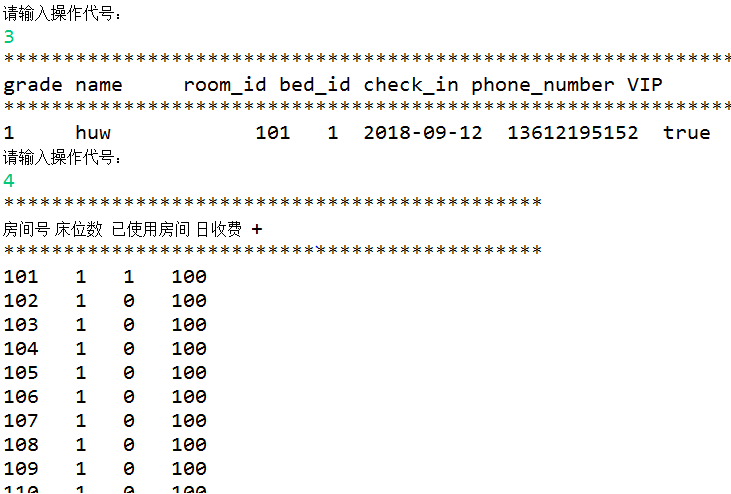 请输入操作代号:
3
*************************************************************
grade name     room_id bed_id check_in phone_number VIP
*************************************************************
1     huw            101   1  2018-09-12  13612195152  true
请输入操作代号:
4
*********************************************
房间号 床位数 已使用房间 日收费 +
*********************************************
101   1   1   100
102   1   0   100
103   1   0   100
104   1   0   100
105   1   0   100
106   1   0   100
107   1   0   100
108   1   0   100
109   1   0   100
110   1   0   100